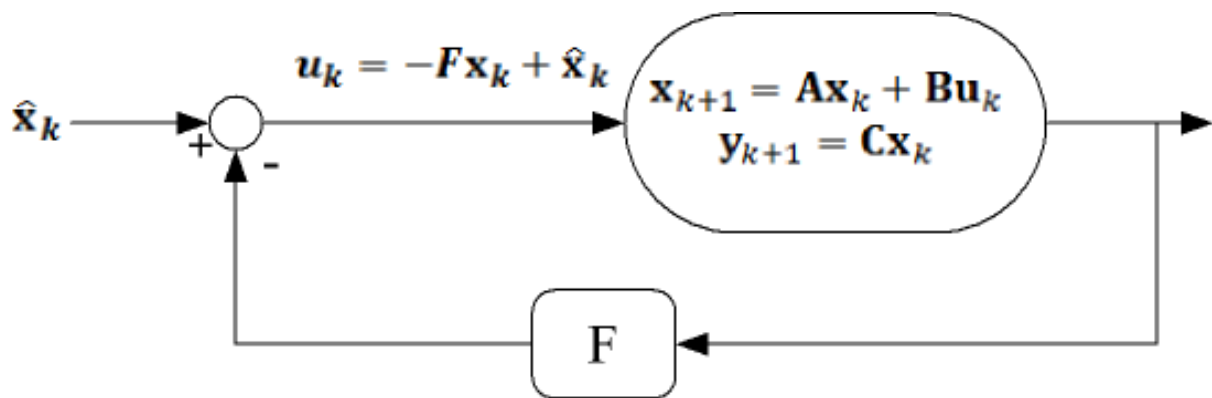 𝒖ₖ = −𝑭𝐱ₖ + 𝐱̂ₖ
𝐱ₖ₊₁ = 𝐀𝐱ₖ + 𝐁𝐮ₖ
𝐲ₖ₊₁ = 𝐂𝐱ₖ
𝐱̂ₖ
+
-
F